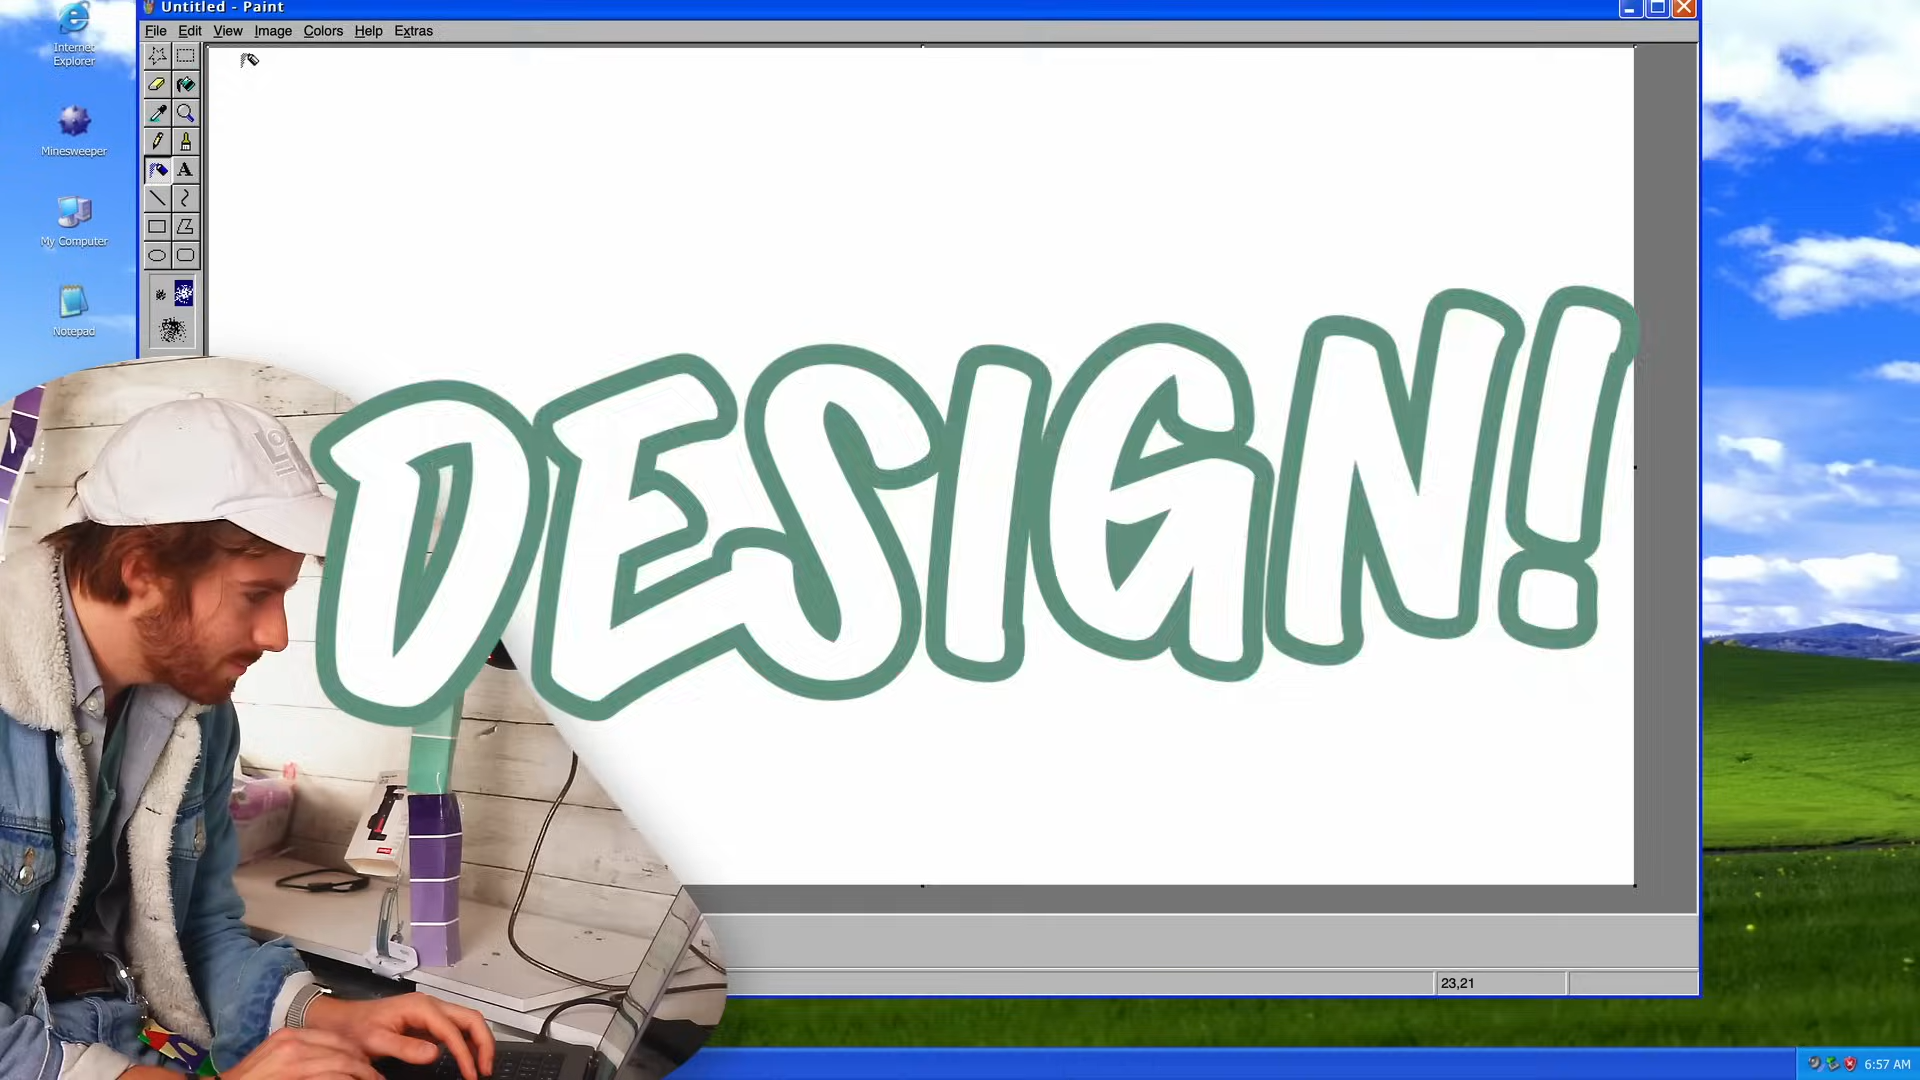 Untitled - Paint
File Edit View Image Colors Help Extras
Internet
Explorer
Minesweeper
My Computer
Notepad
A
DESIGN!
23,21
6:57 AM